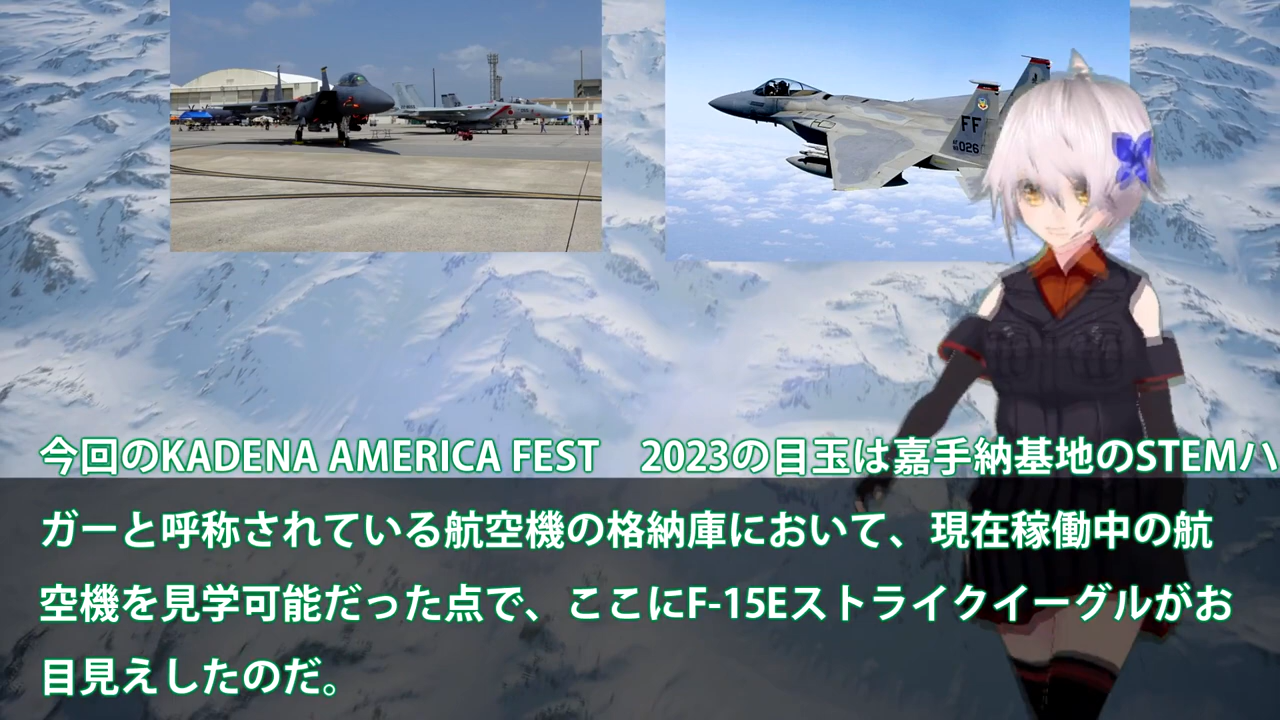 FF
026
今回のKADENA AMERICA FEST　2023の目玉は嘉手納基地のSTEMハ
ガーと呼称されている航空機の格納庫において、現在稼働中の航
空機を見学可能だった点で、ここにF-15Eストライクイーグルがお
目見えしたのだ。